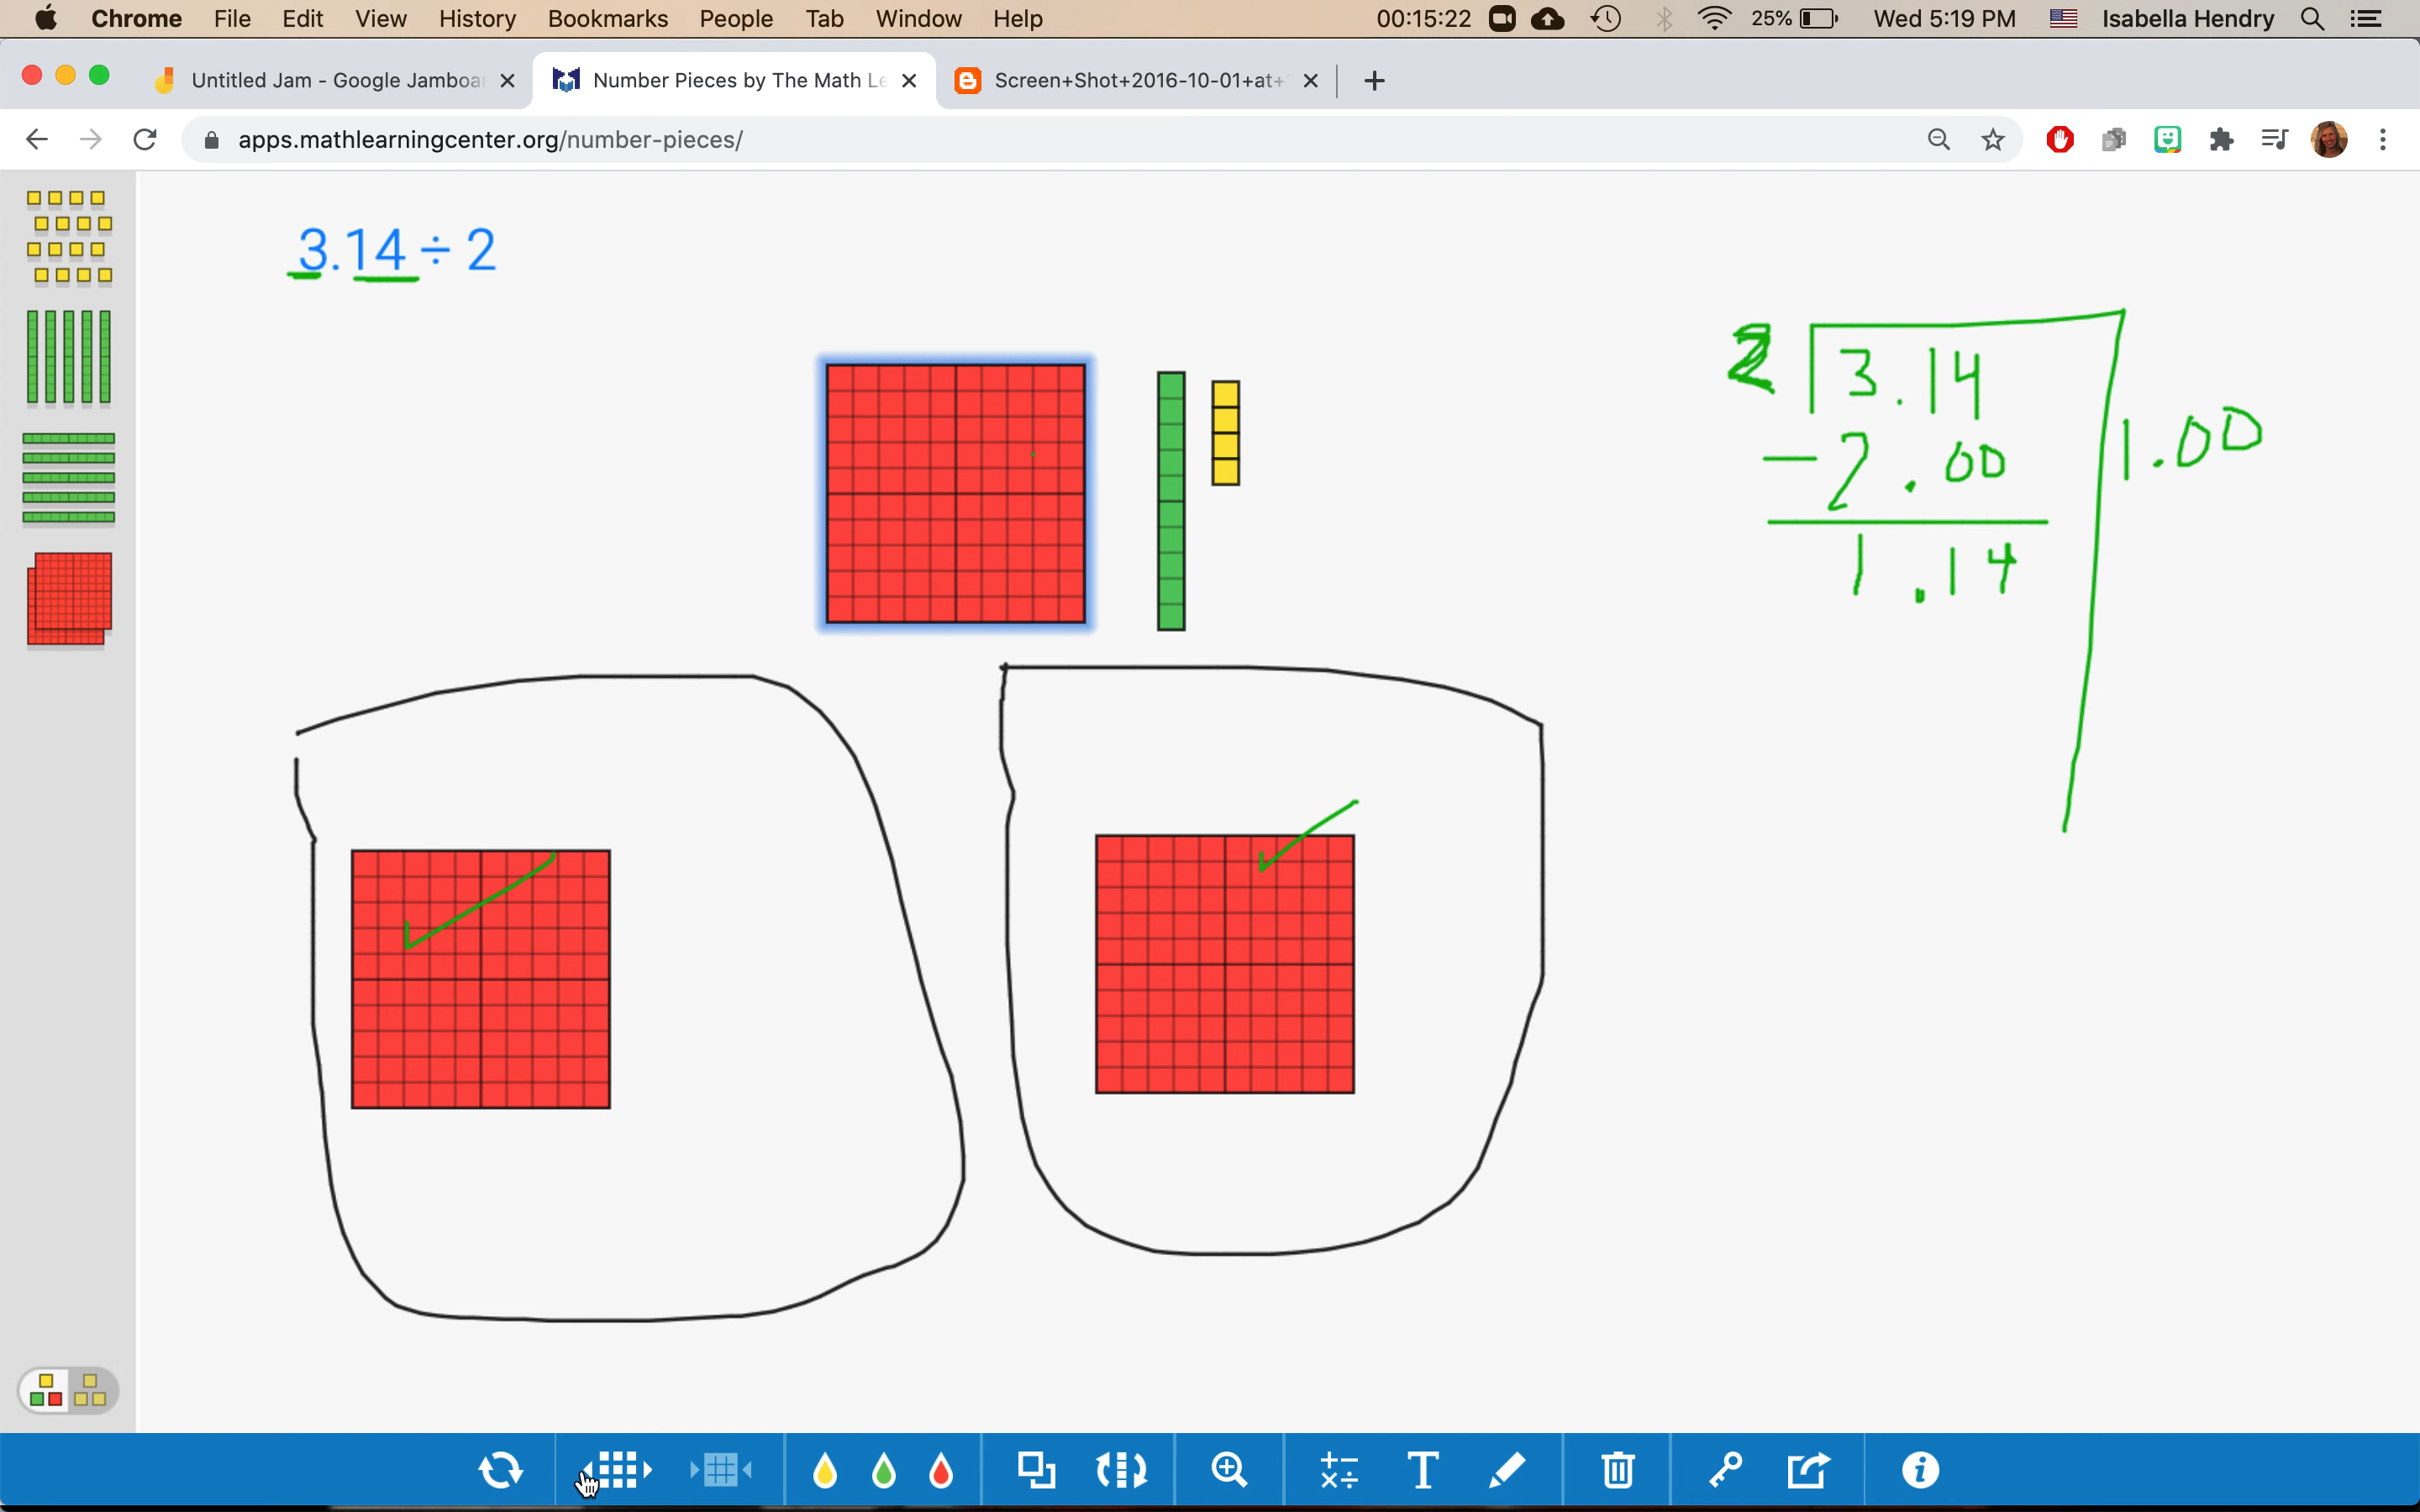 Chrome File Edit View History Bookmarks People Tab Window Help 00:15:22 25% Wed 5:19 PM Isabella Hendry
Untitled Jam - Google Jamboar Number Pieces by The Math Le Screen+Shot+2016-10-01+at+
apps.mathlearningcenter.org/number-pieces/
3.14 ÷ 2
2 3.14
1.00
- 2.00
1.14
T
i